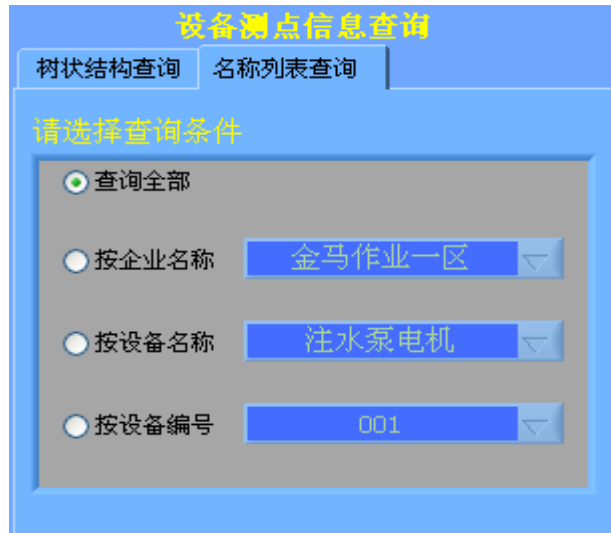 设备测点信息查询
树状结构查询 名称列表查询
请选择查询条件
查询全部
按企业名称 金马作业一区
按设备名称 注水泵电机
按设备编号 001